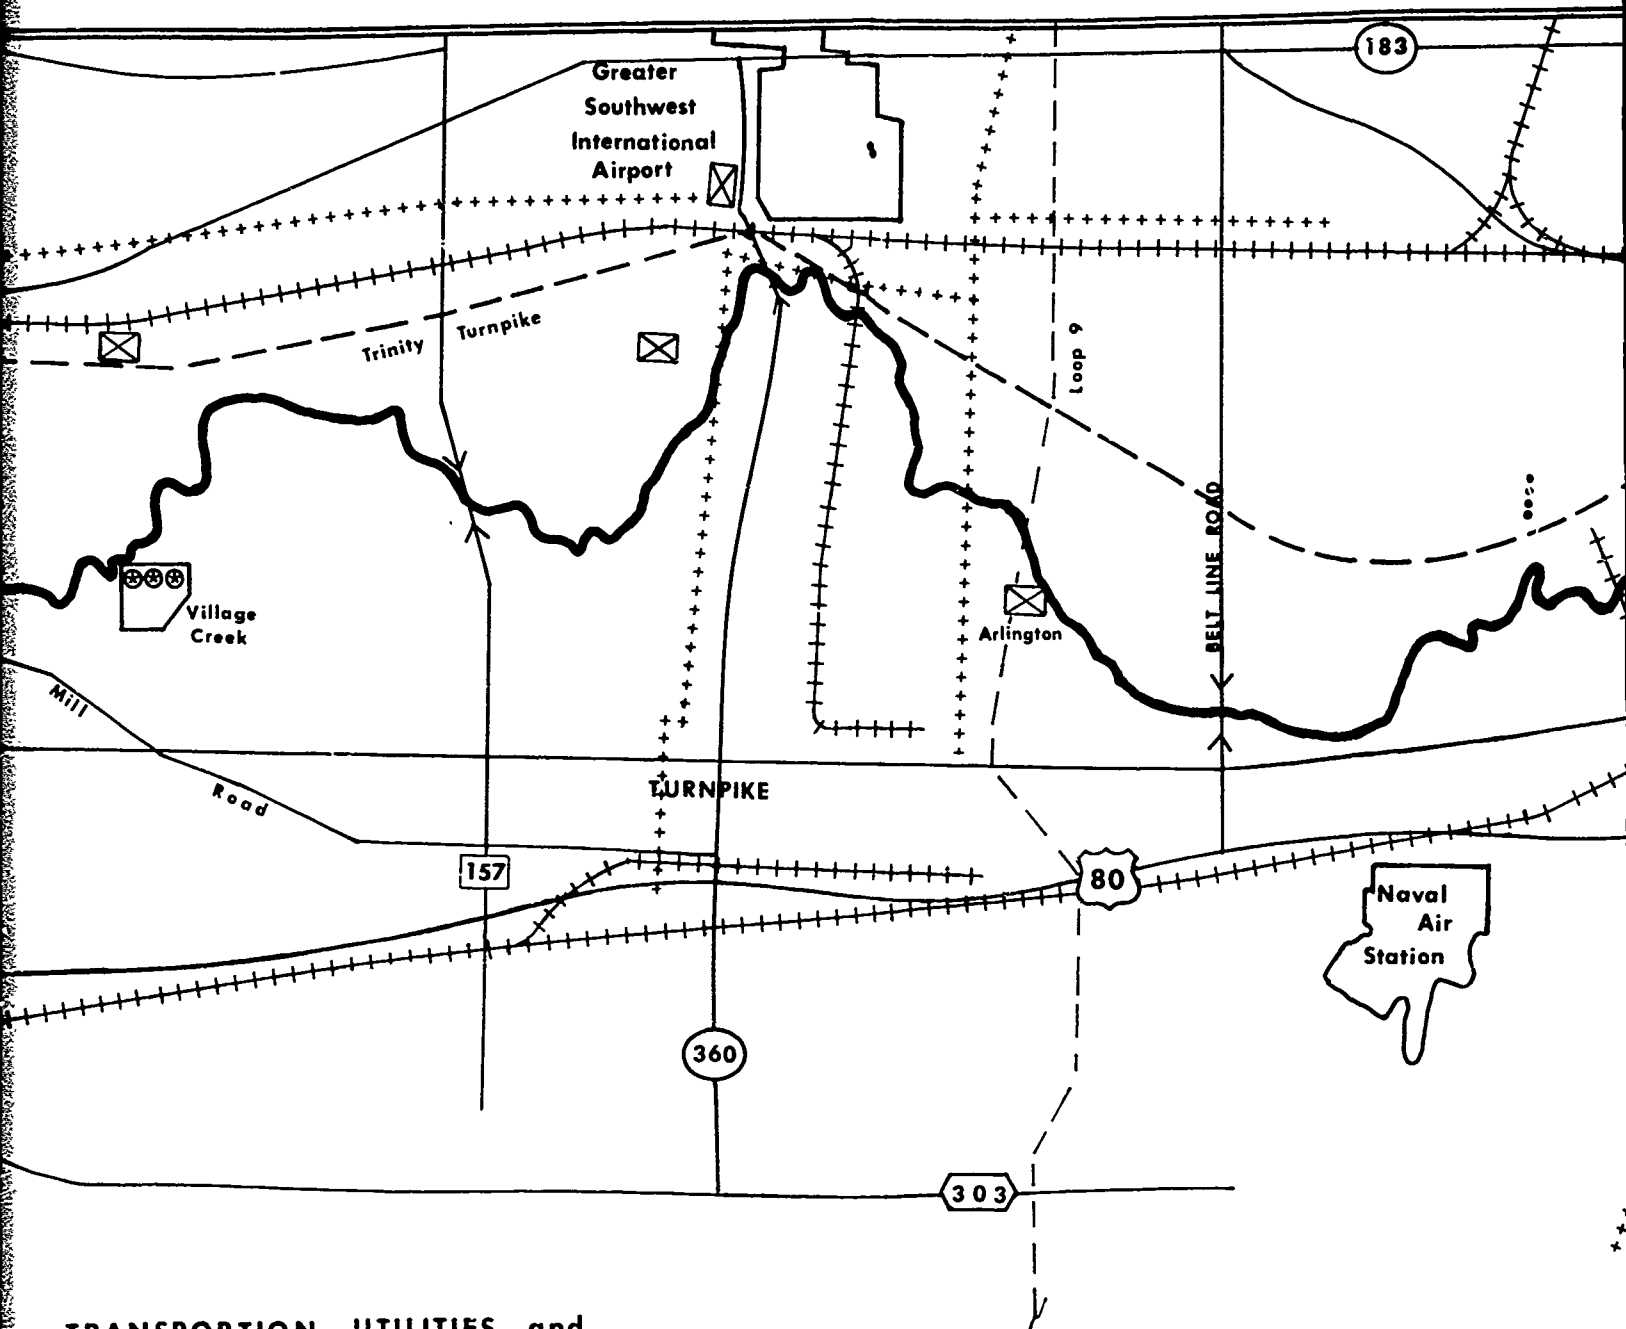 183
Greater
Southwest
International
Airport
Trinity Turnpike
Loop 9
BELT LINE ROAD
Village
Creek
Arlington
Mill
Road
TURNPIKE
157
80
Naval
Air
Station
360
303
TRANSPORTION UTILITIES and